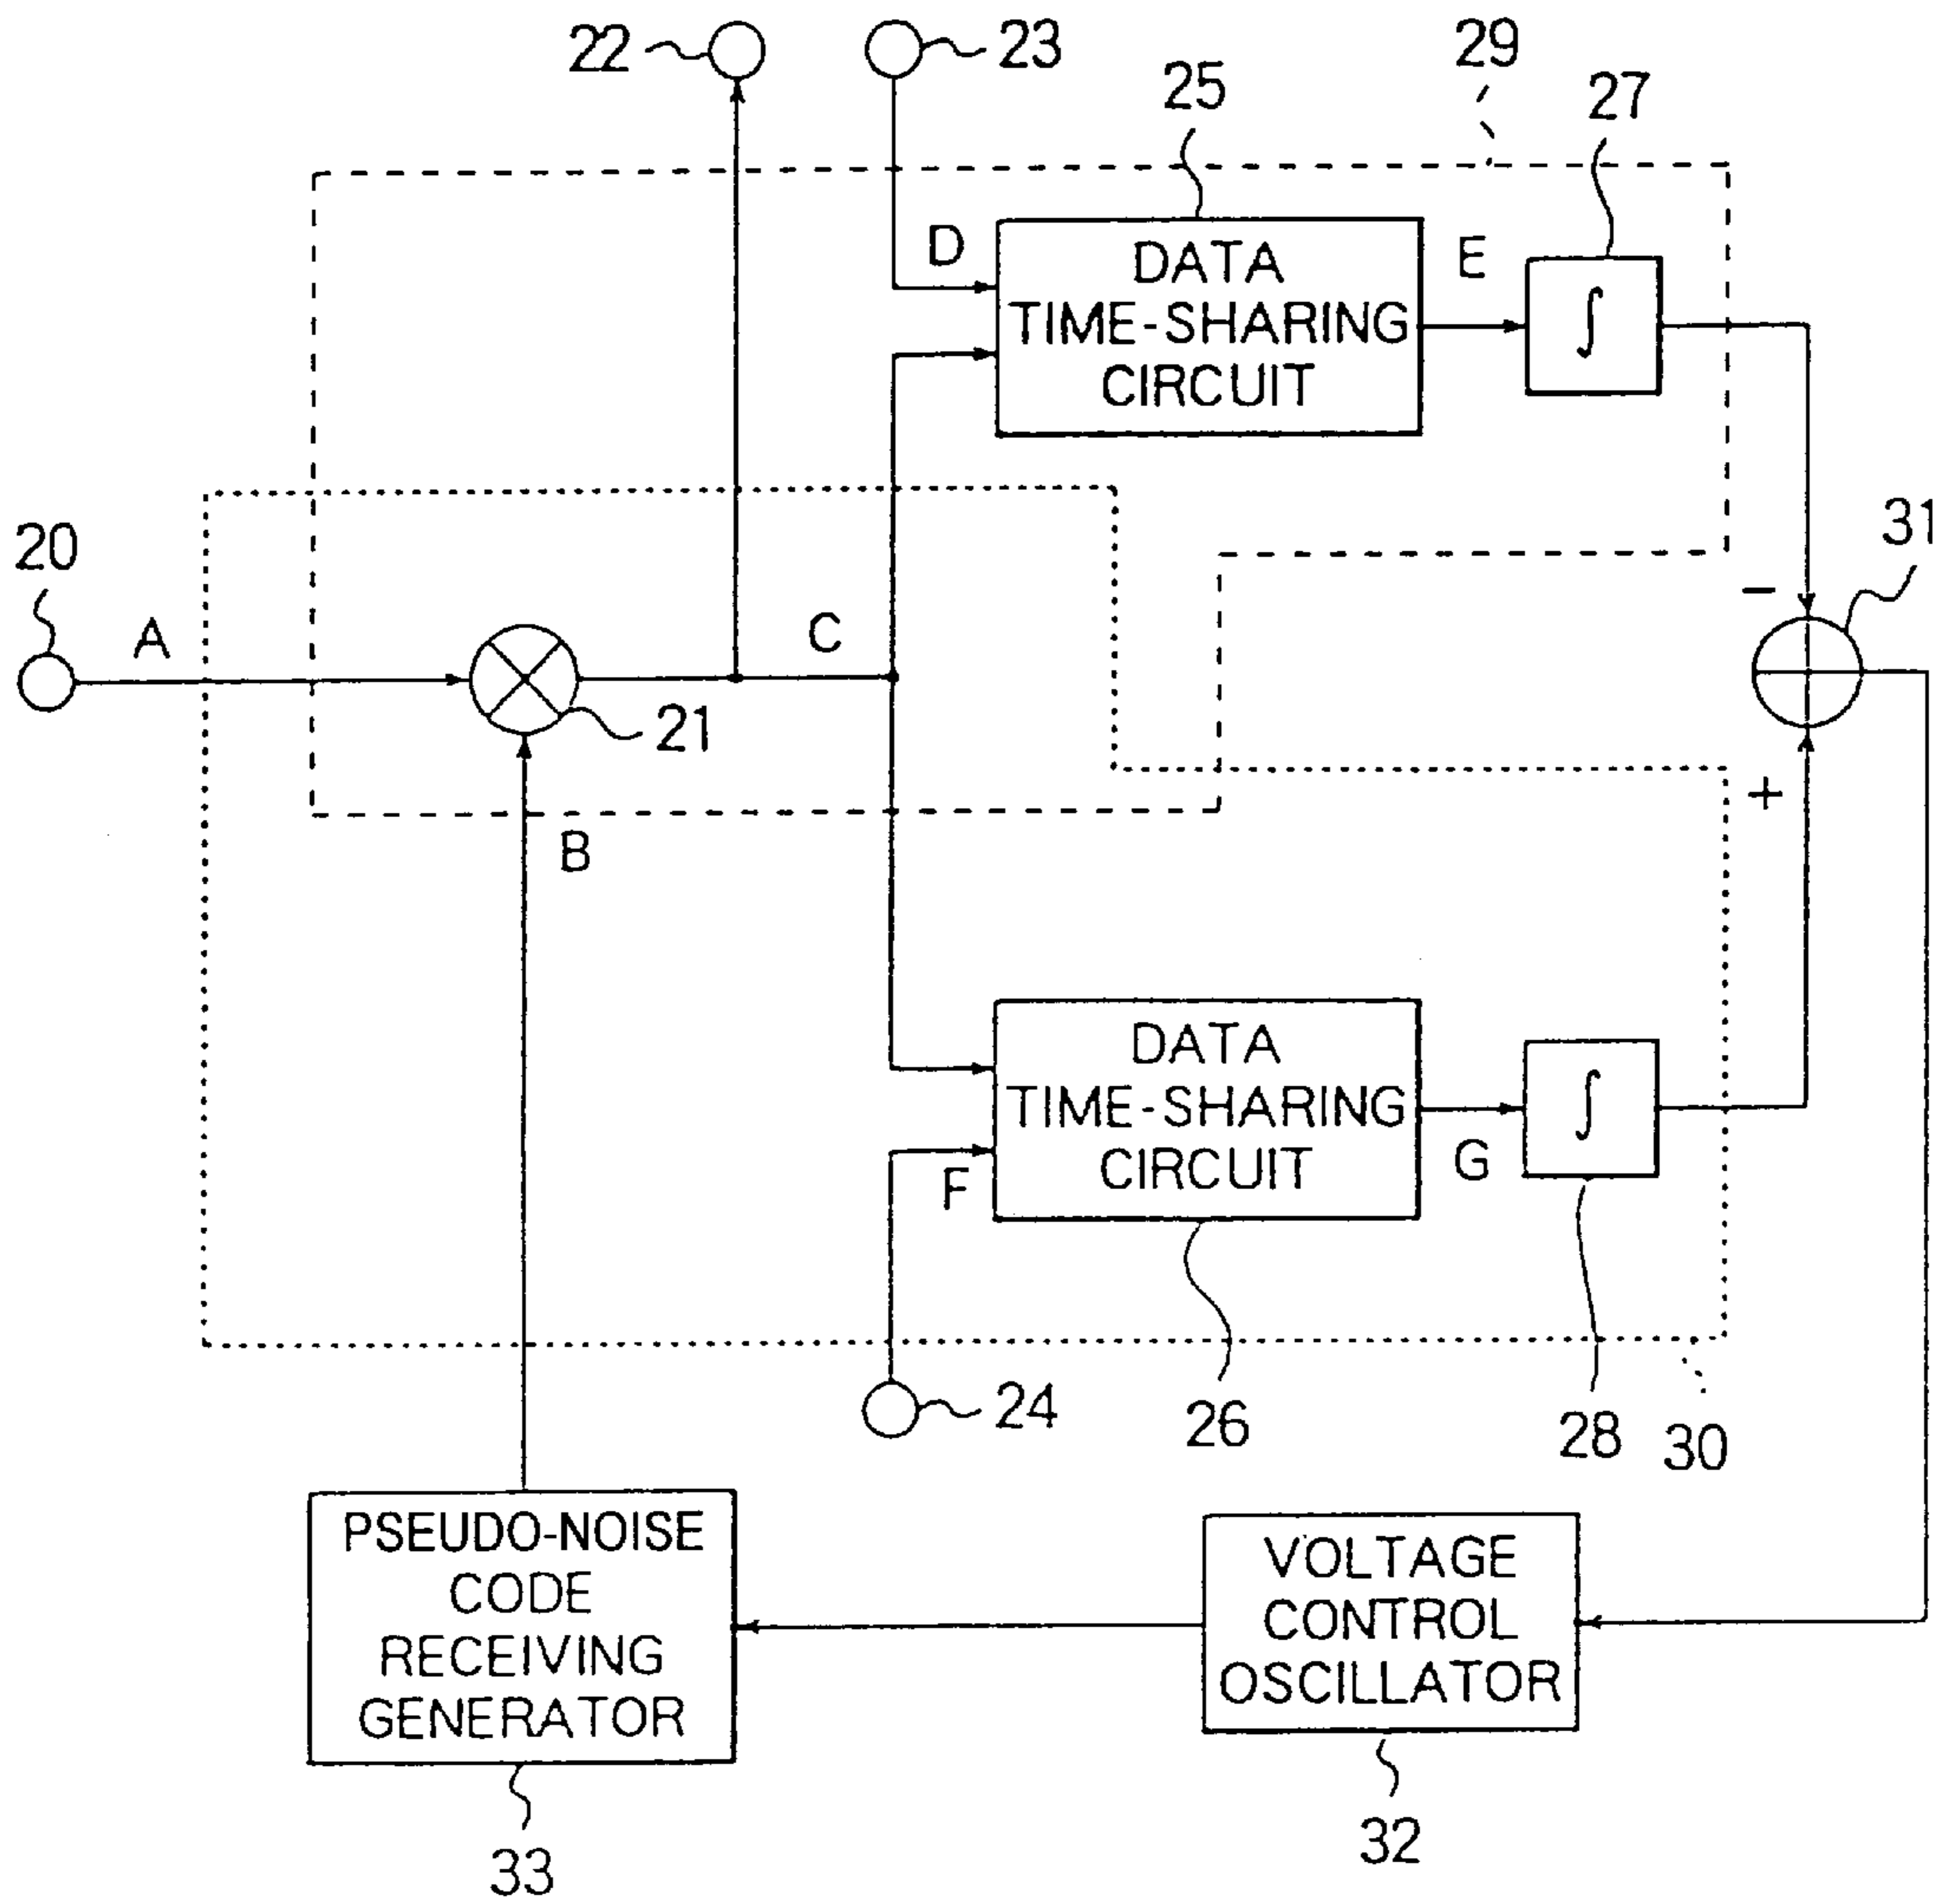 22
23
29
25
27
D
DATA
TIME-SHARING
CIRCUIT
E
∫
20
A
C
31
−
21
+
B
DATA
TIME-SHARING
CIRCUIT
F
G
∫
24
26
28
30
PSEUDO-NOISE
CODE
RECEIVING
GENERATOR
VOLTAGE
CONTROL
OSCILLATOR
33
32